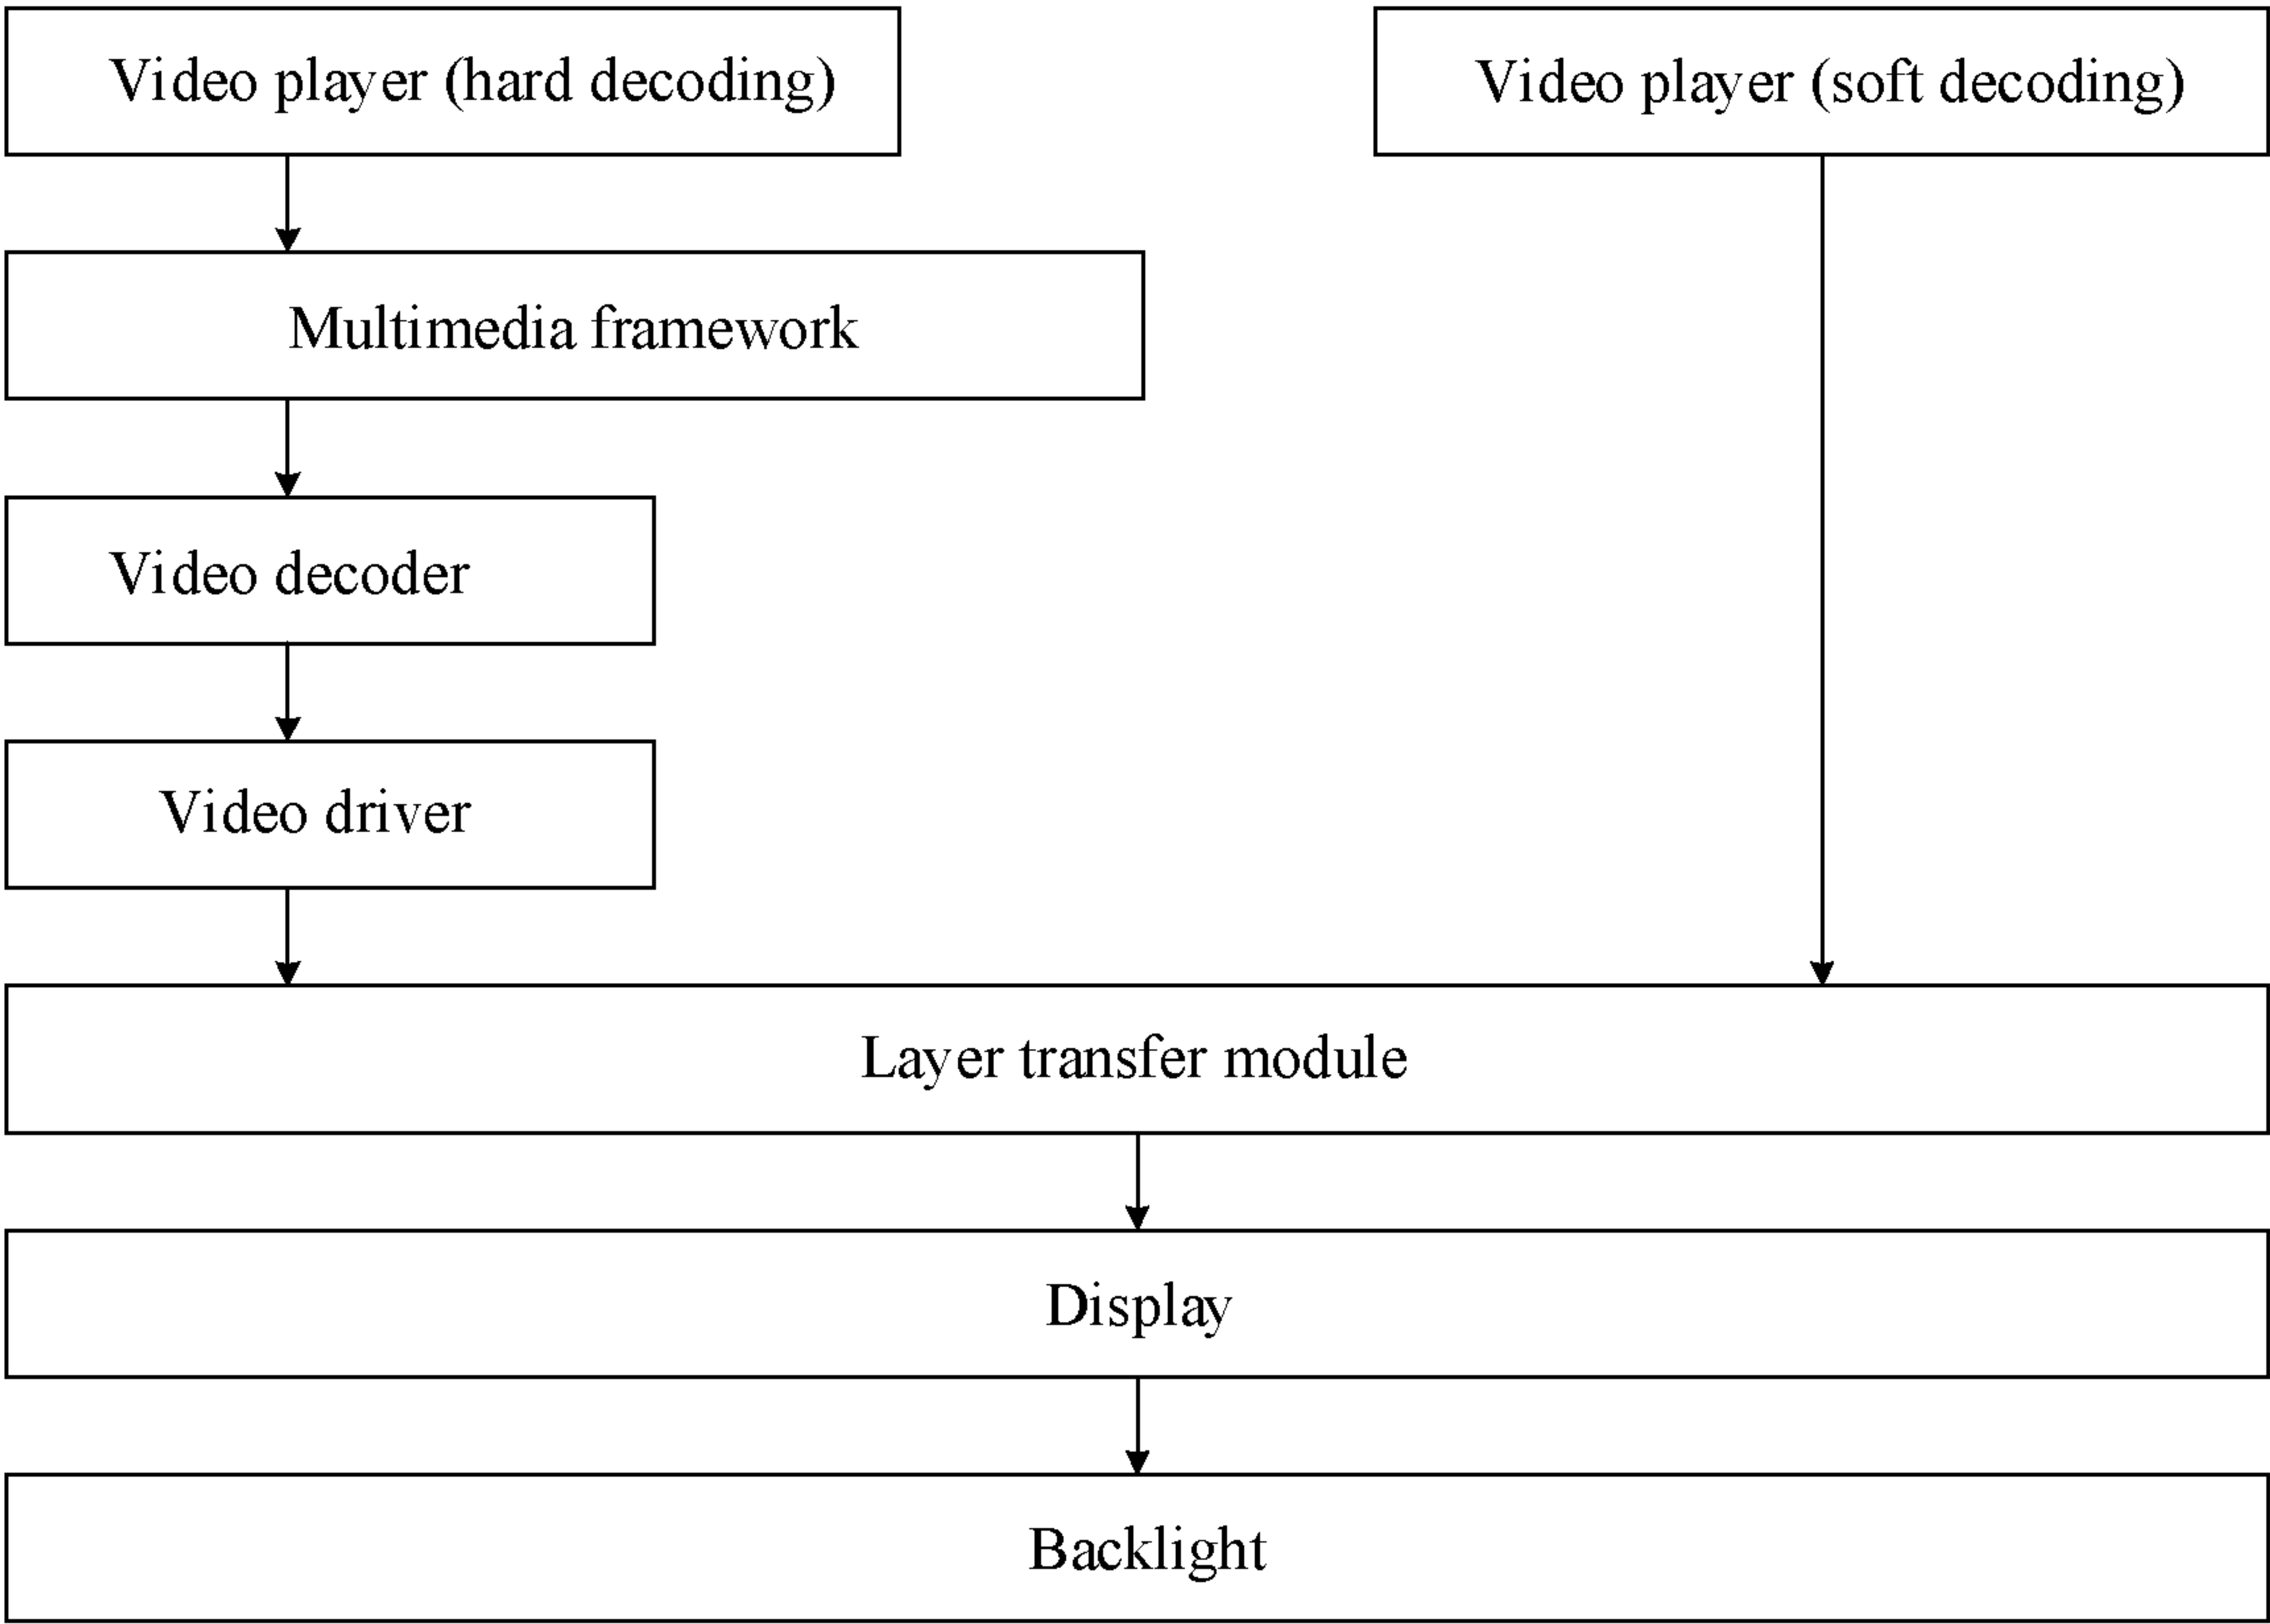 Video player (hard decoding)
Video player (soft decoding)
Multimedia framework
Video decoder
Video driver
Layer transfer module
Display
Backlight